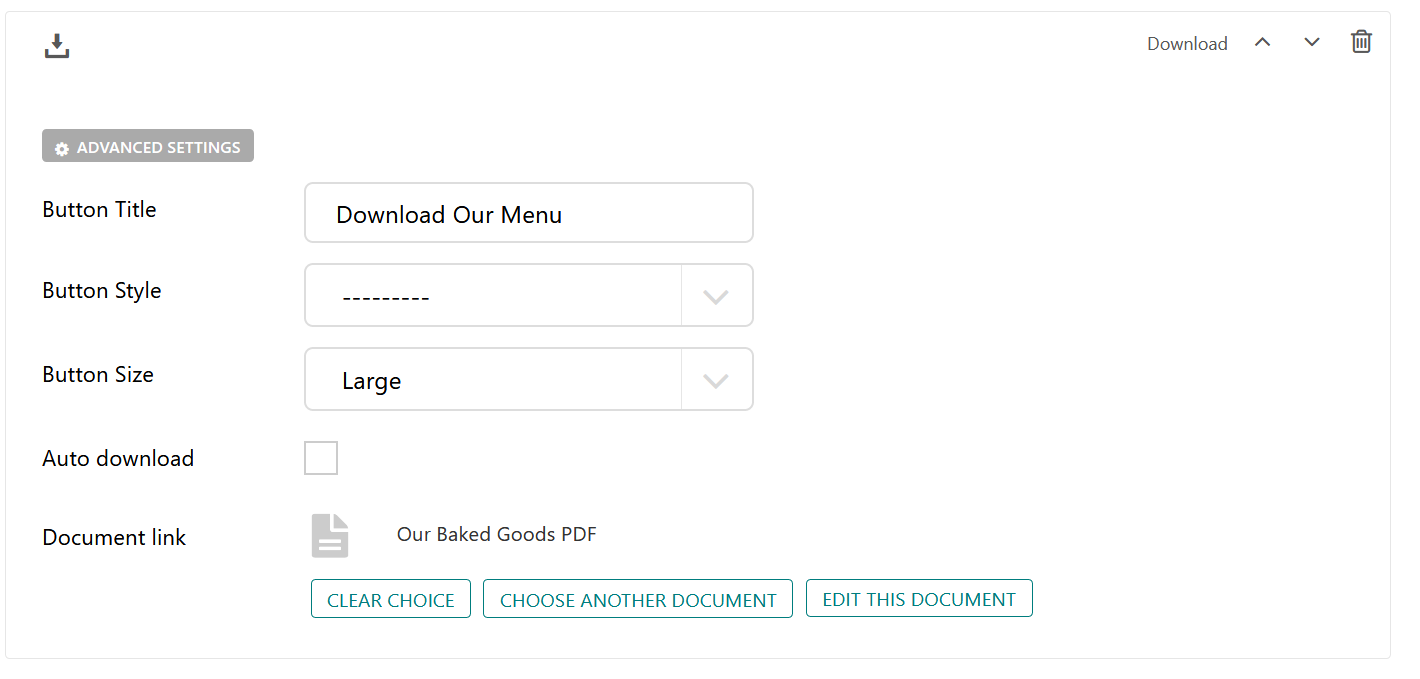 Download
ADVANCED SETTINGS
Button Title
Download Our Menu
Button Style
---------
Button Size
Large
Auto download
Document link
Our Baked Goods PDF
CLEAR CHOICE
CHOOSE ANOTHER DOCUMENT
EDIT THIS DOCUMENT